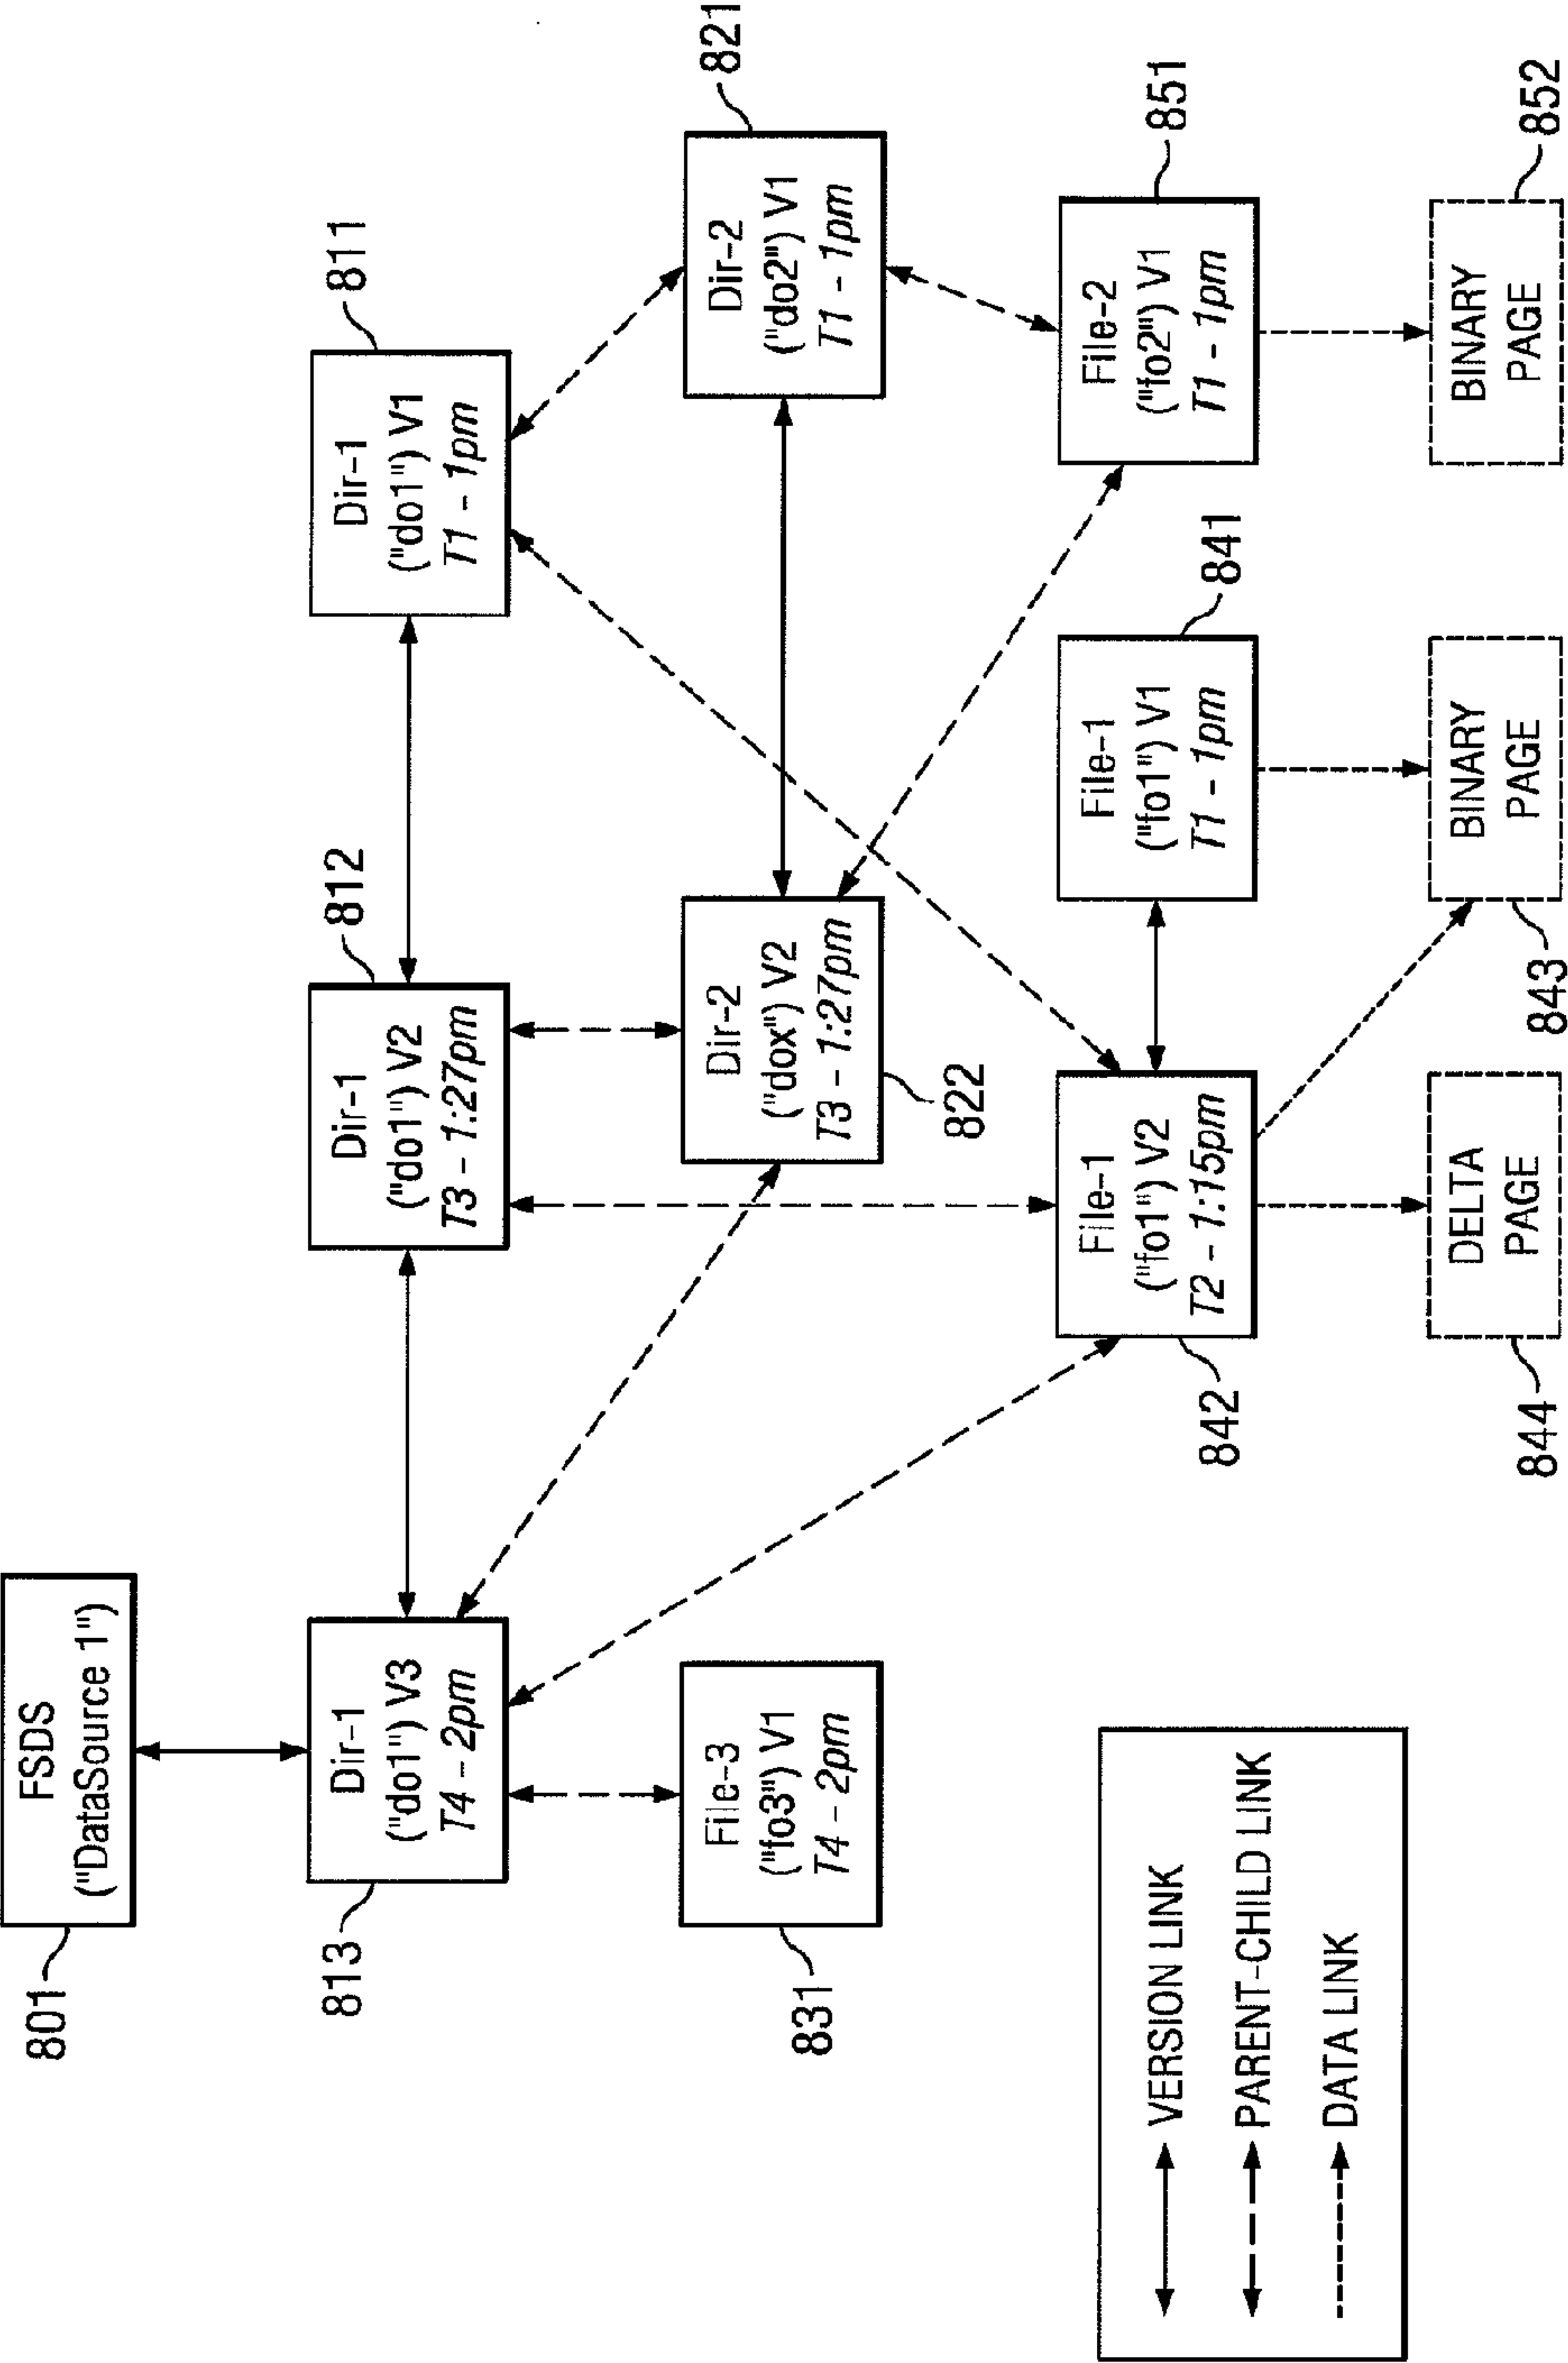 801
FSDS
("DataSource 1")
813
Dir-1
("do1") V3
T4 - 2pm
812
Dir-1
("do1") V2
T3 - 1:27pm
811
Dir-1
("do1") V1
T1 - 1pm
831
File-3
("fo3") V1
T4 - 2pm
822
Dir-2
("dox") V2
T3 - 1:27pm
821
Dir-2
("do2") V1
T1 - 1pm
842
File-1
("fo1") V2
T2 - 1:15pm
841
File-1
("fo1") V1
T1 - 1pm
851
File-2
("fo2") V1
T1 - 1pm
844
DELTA
PAGE
843
BINARY
PAGE
852
BINARY
PAGE
VERSION LINK
PARENT-CHILD LINK
DATA LINK